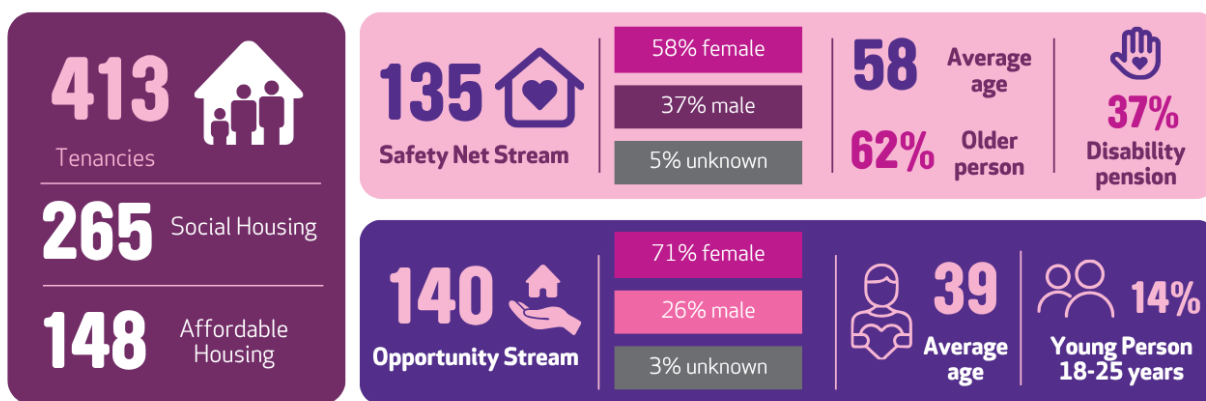 413
Tenancies
265 Social Housing
148 Affordable
Housing
135
Safety Net Stream
58% female
37% male
5% unknown
58 Average
age
62% Older
person
37%
Disability
pension
140
Opportunity Stream
71% female
26% male
3% unknown
39
Average
age
14%
Young Person
18-25 years